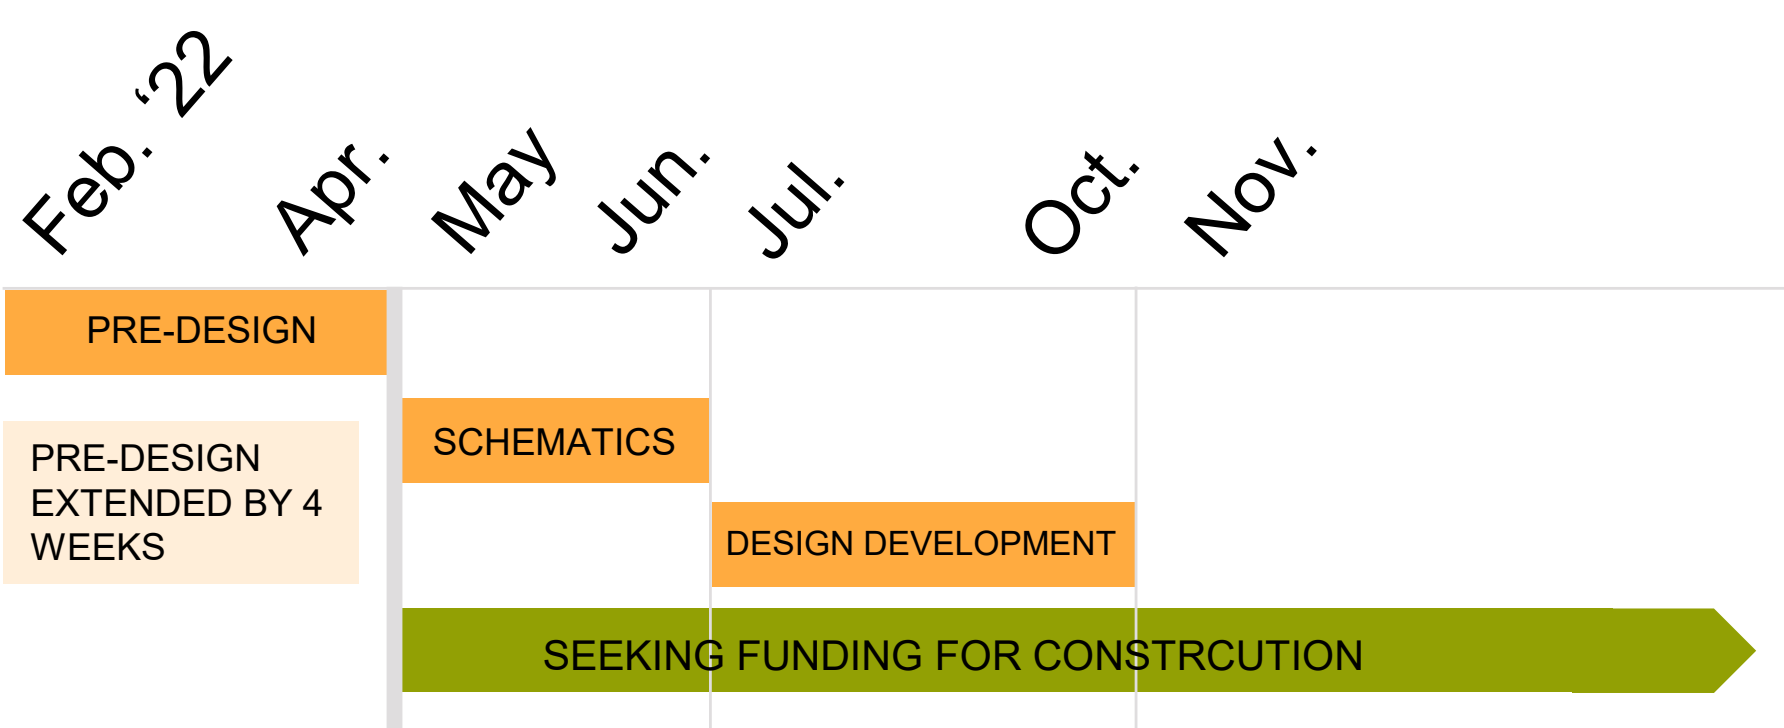 Feb. ‘22
Apr.
May
Jun.
Jul.
Oct.
Nov.
PRE-DESIGN
SCHEMATICS
PRE-DESIGN
EXTENDED BY 4
WEEKS
DESIGN DEVELOPMENT
SEEKING FUNDING FOR CONSTRCUTION